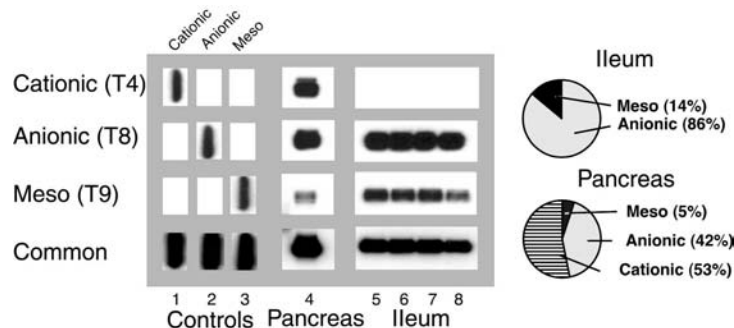 Cationic
Anionic
Meso
Cationic (T4)
Anionic (T8)
Meso (T9)
Common
1 2 3 4 5 6 7 8
Controls Pancreas Ileum
Ileum
Meso (14%)
Anionic (86%)
Pancreas
Meso (5%)
Anionic (42%)
Cationic (53%)